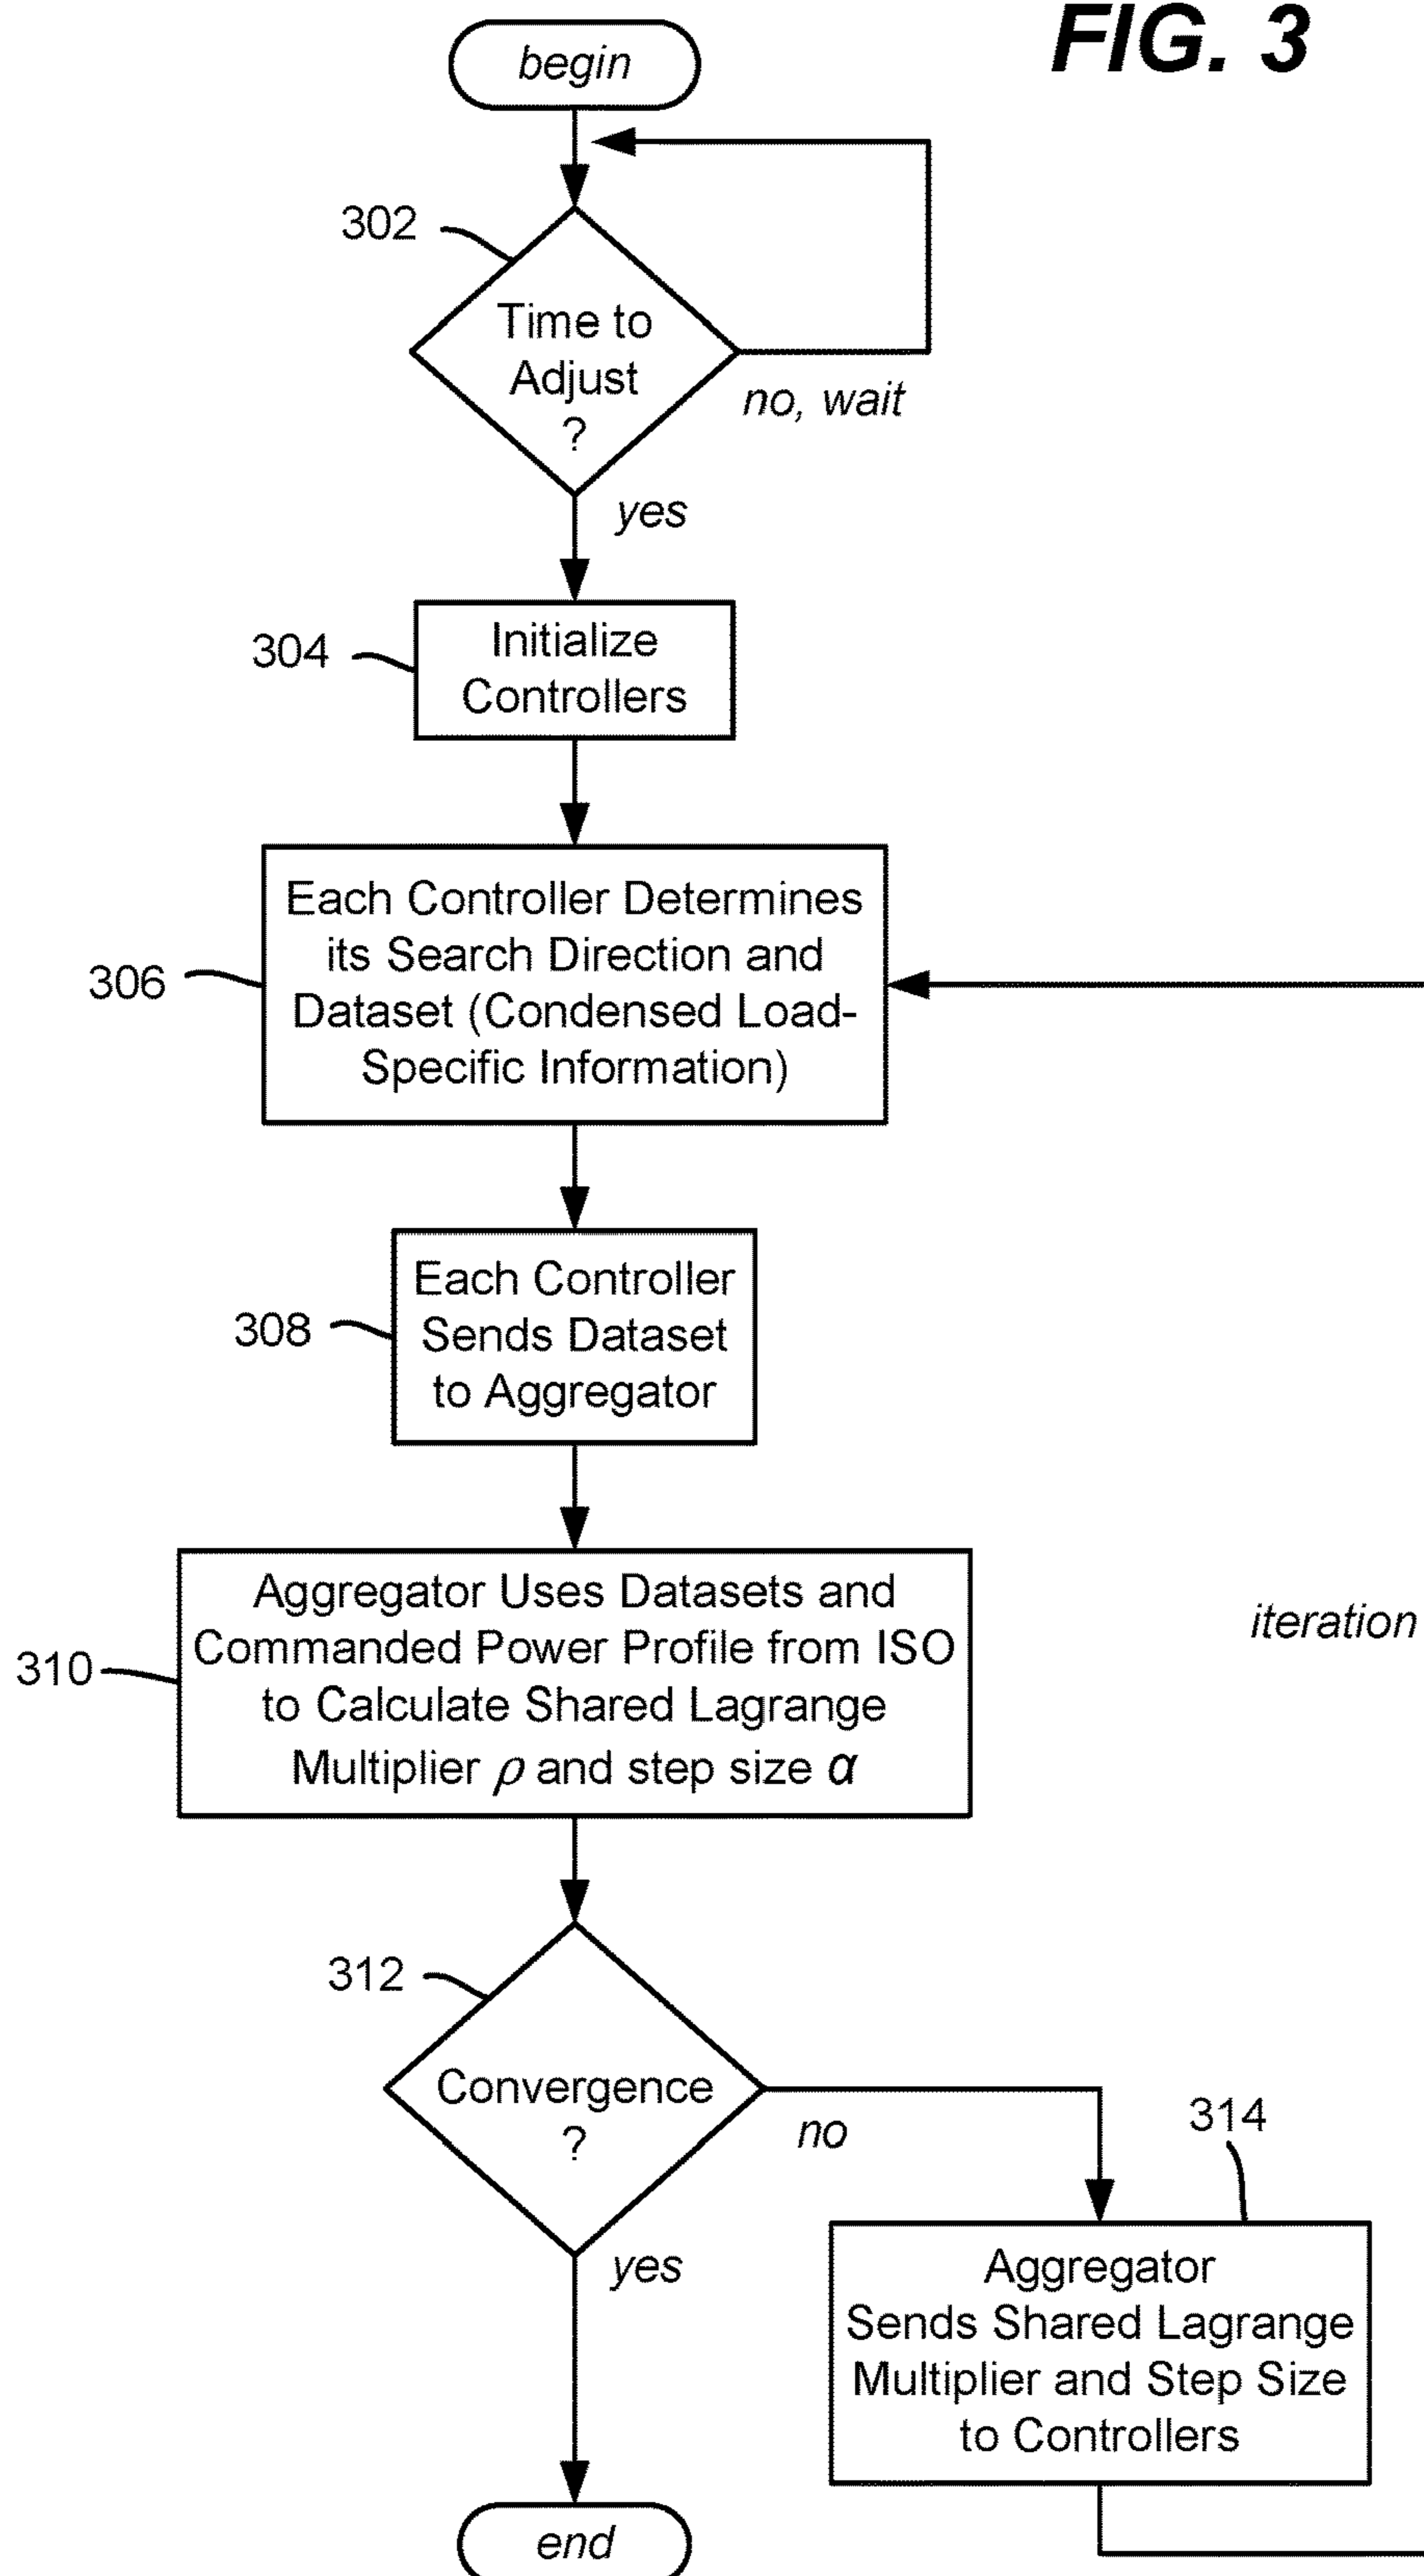 FIG. 3
begin
302
Time to
Adjust
?
no, wait
yes
304
Initialize
Controllers
306
Each Controller Determines
its Search Direction and
Dataset (Condensed Load-
Specific Information)
308
Each Controller
Sends Dataset
to Aggregator
310
Aggregator Uses Datasets and
Commanded Power Profile from ISO
to Calculate Shared Lagrange
Multiplier ρ and step size α
iteration
312
Convergence
?
no
yes
314
Aggregator
Sends Shared Lagrange
Multiplier and Step Size
to Controllers
end